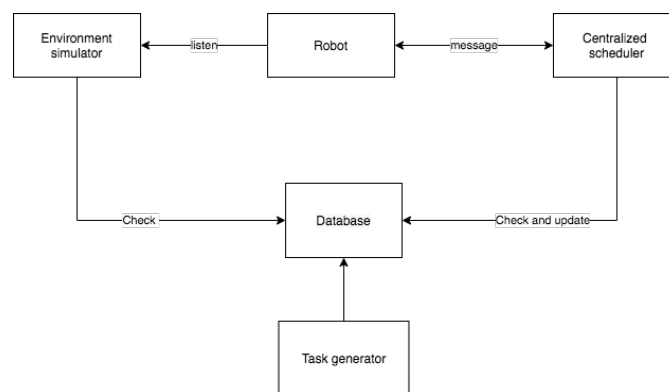 Environment
simulator
listen
Robot
message
Centralized
scheduler
Check
Database
Check and update
Task generator